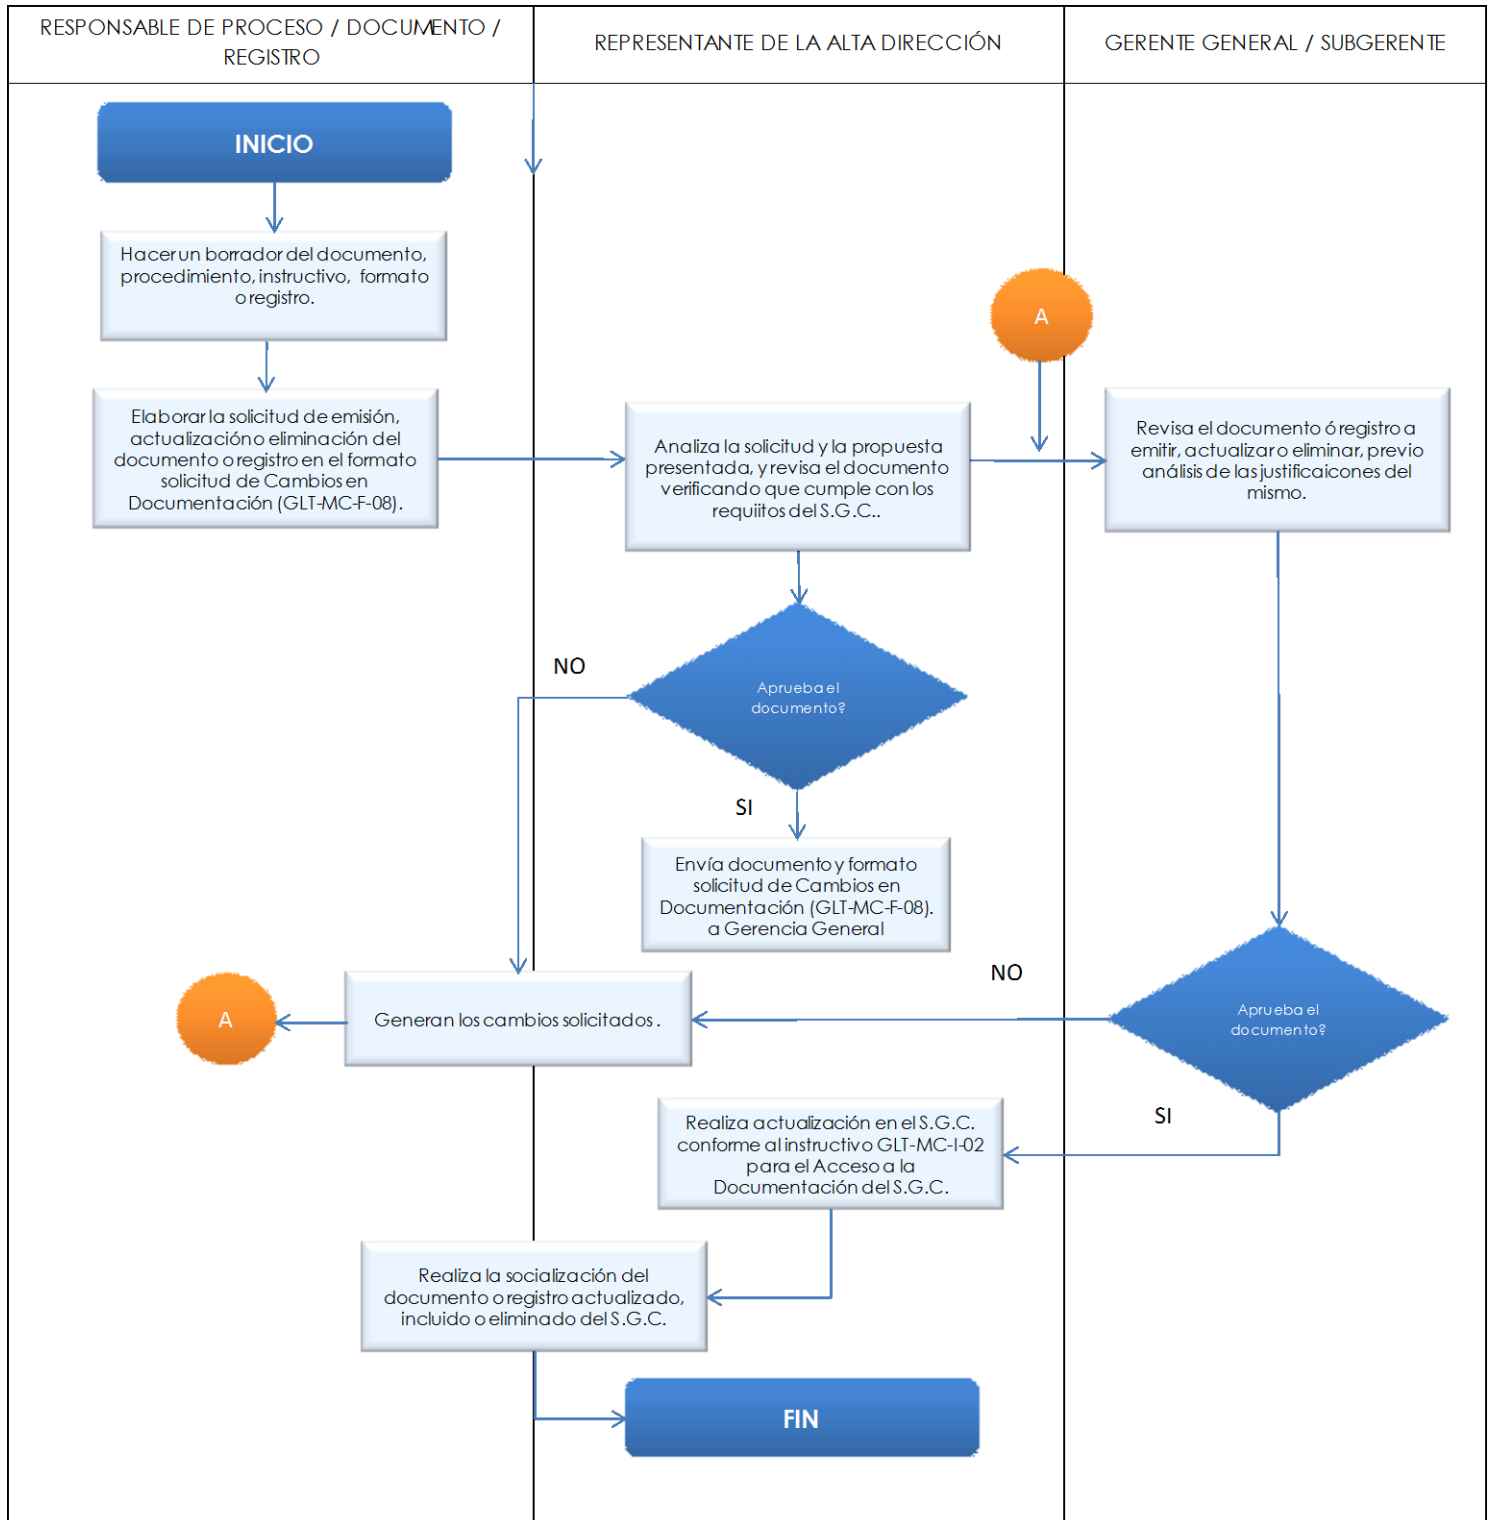 RESPONSABLE DE PROCESO / DOCUMENTO /
REGISTRO
REPRESENTANTE DE LA ALTA DIRECCIÓN
GERENTE GENERAL / SUBGERENTE
INICIO
Hacer un borrador del documento,
procedimiento, instructivo, formato
o registro.
A
Elaborar la solicitud de emisión,
actualización o eliminación del
documento o registro en el formato
solicitud de Cambios en
Documentación (GLT-MC-F-08).
Analiza la solicitud y la propuesta
presentada, y revisa el documento
verificando que cumple con los
requiitos del S.G.C..
Revisa el documento ó registro a
emitir, actualizar o eliminar, previo
análisis de las justificaicones del
mismo.
NO
Aprueba el
documento?
SI
Envía documento y formato
solicitud de Cambios en
Documentación (GLT-MC-F-08).
a Gerencia General
NO
Aprueba el
documento?
A
Generan los cambios solicitados .
SI
Realiza actualización en el S.G.C.
conforme al instructivo GLT-MC-I-02
para el Acceso a la
Documentación del S.G.C.
Realiza la socialización del
documento o registro actualizado,
incluido o eliminado del S.G.C.
FIN